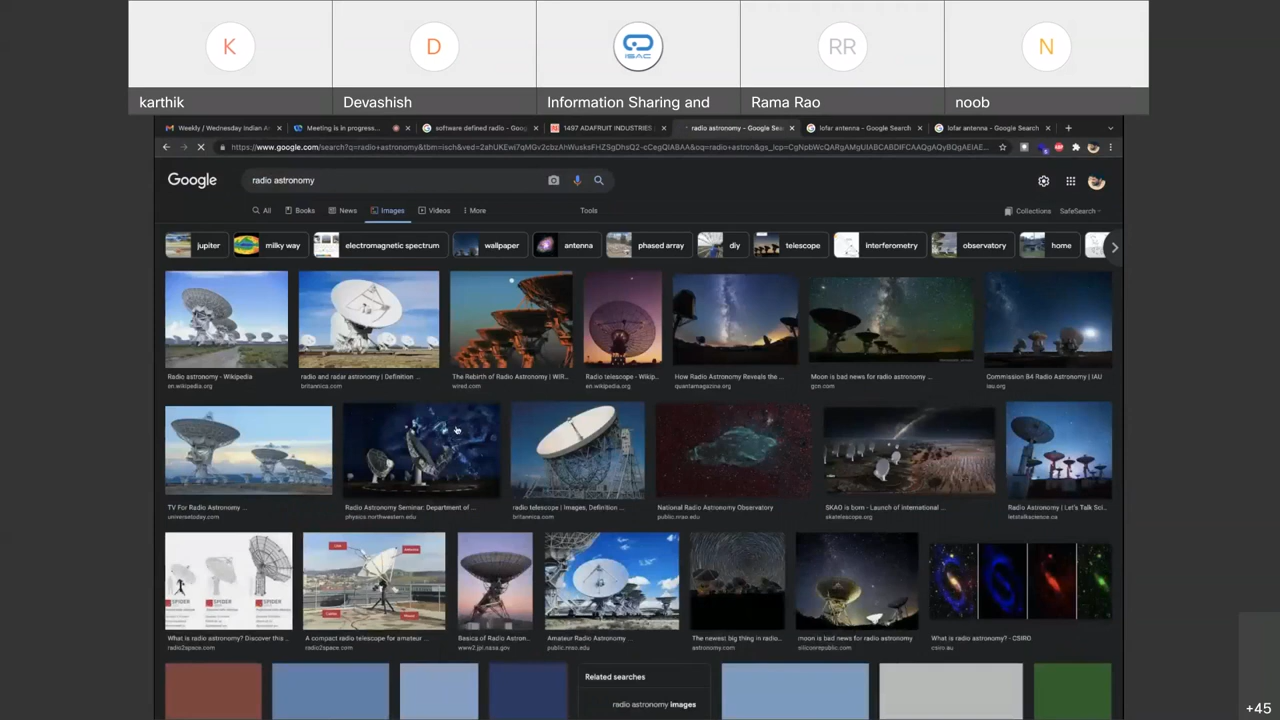 K
D
ISAC
RR
N
karthik
Devashish
Information Sharing and
Rama Rao
noob
Weekly / Wednesday Indian A
Meeting is in progress...
software defined radio - Goog
1497 ADAFRUIT INDUSTRIES
radio astronomy - Google Sea
lofar antenna - Google Search
lofar antenna - Google Search
Google
radio astronomy
All
Books
News
Images
Videos
More
Tools
Collections
SafeSearch
jupiter
milky way
electromagnetic spectrum
wallpaper
antenna
phased array
diy
telescope
interferometry
observatory
home
Radio astronomy - Wikipedia
en.wikipedia.org
radio and radar astronomy | Definition ...
britannica.com
The Rebirth of Radio Astronomy | WIR...
wired.com
Radio telescope - Wikip...
en.wikipedia.org
How Radio Astronomy Reveals the ...
quantamagazine.org
Moon is bad news for radio astronomy ...
gcn.com
Commission B4 Radio Astronomy | IAU
iau.org
TV For Radio Astronomy ...
universetoday.com
Radio Astronomy Seminar: Department of ...
physics.northwestern.edu
radio telescope | Images, Definition ...
britannica.com
National Radio Astronomy Observatory
public.nrao.edu
SKAO is born - Launch of international ...
skatelescope.org
Radio Astronomy | Let's Talk Sci...
letstalkscience.ca
SPIDER
SPIDER
SPIDER
What is radio astronomy? Discover this ...
radio2space.com
A compact radio telescope for amateur ...
radio2space.com
Basics of Radio Astron...
www2.jpl.nasa.gov
Amateur Radio Astronomy ...
public.nrao.edu
The newest big thing in radio...
astronomy.com
moon is bad news for radio astronomy
siliconrepublic.com
What is radio astronomy? - CSIRO
csiro.au
Related searches
radio astronomy images
+45